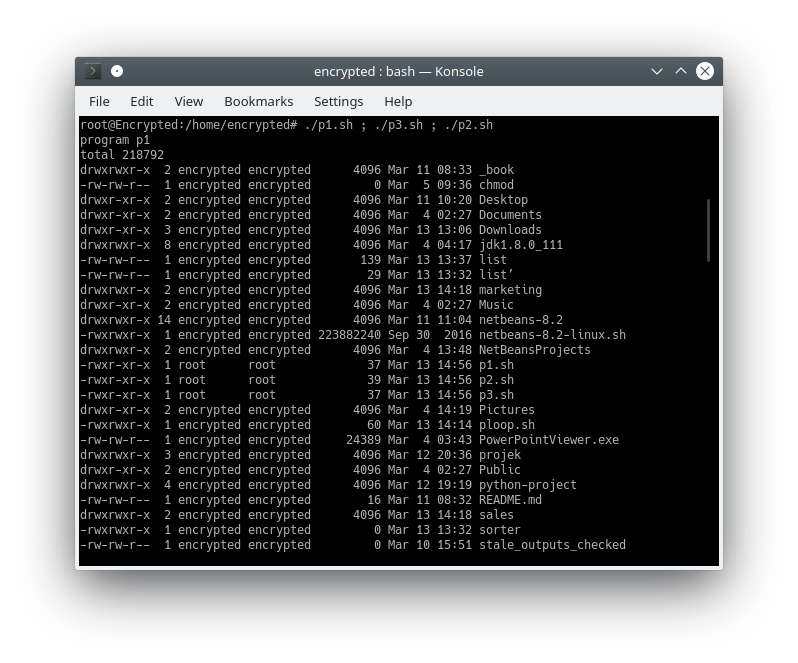 encrypted : bash — Konsole
File Edit View Bookmarks Settings Help
root@Encrypted:/home/encrypted# ./p1.sh ; ./p3.sh ; ./p2.sh
program p1
total 218792
drwxrwxr-x  2 encrypted encrypted      4096 Mar 11 08:33 _book
-rw-rw-r--  1 encrypted encrypted         0 Mar  5 09:36 chmod
drwxrwxr-x  2 encrypted encrypted      4096 Mar 11 10:20 Desktop
drwxrwxr-x  2 encrypted encrypted      4096 Mar  4 02:27 Documents
drwxrwxr-x  3 encrypted encrypted      4096 Mar 13 13:06 Downloads
drwxrwxr-x  8 encrypted encrypted      4096 Mar  4 04:17 jdk1.8.0_111
-rw-rw-r--  1 encrypted encrypted       139 Mar 13 13:37 list
-rw-rw-r--  1 encrypted encrypted        29 Mar 13 13:32 list’
drwxrwxr-x  2 encrypted encrypted      4096 Mar 13 14:18 marketing
drwxrwxr-x  2 encrypted encrypted      4096 Mar  4 02:27 Music
drwxrwxr-x 14 encrypted encrypted      4096 Mar 11 11:04 netbeans-8.2
-rwxrwxr-x  1 encrypted encrypted 223882240 Sep 30  2016 netbeans-8.2-linux.sh
drwxrwxr-x  2 encrypted encrypted      4096 Mar  4 13:48 NetBeansProjects
-rwxr-xr-x  1 root      root             37 Mar 13 14:56 p1.sh
-rwxr-xr-x  1 root      root             39 Mar 13 14:56 p2.sh
-rwxr-xr-x  1 root      root             37 Mar 13 14:56 p3.sh
drwxrwxr-x  2 encrypted encrypted      4096 Mar  4 14:19 Pictures
-rwxrwxr-x  1 encrypted encrypted        60 Mar 13 14:14 ploop.sh
-rw-rw-r--  1 encrypted encrypted     24389 Mar  4 03:43 PowerPointViewer.exe
drwxrwxr-x  3 encrypted encrypted      4096 Mar 12 20:36 projek
drwxrwxr-x  2 encrypted encrypted      4096 Mar  4 02:27 Public
drwxrwxr-x  4 encrypted encrypted      4096 Mar 12 19:19 python-project
-rw-rw-r--  1 encrypted encrypted        16 Mar 11 08:32 README.md
drwxrwxr-x  2 encrypted encrypted      4096 Mar 13 14:18 sales
-rwxrwxr-x  1 encrypted encrypted         0 Mar 13 13:32 sorter
-rw-rw-r--  1 encrypted encrypted         0 Mar 10 15:51 stale_outputs_checked